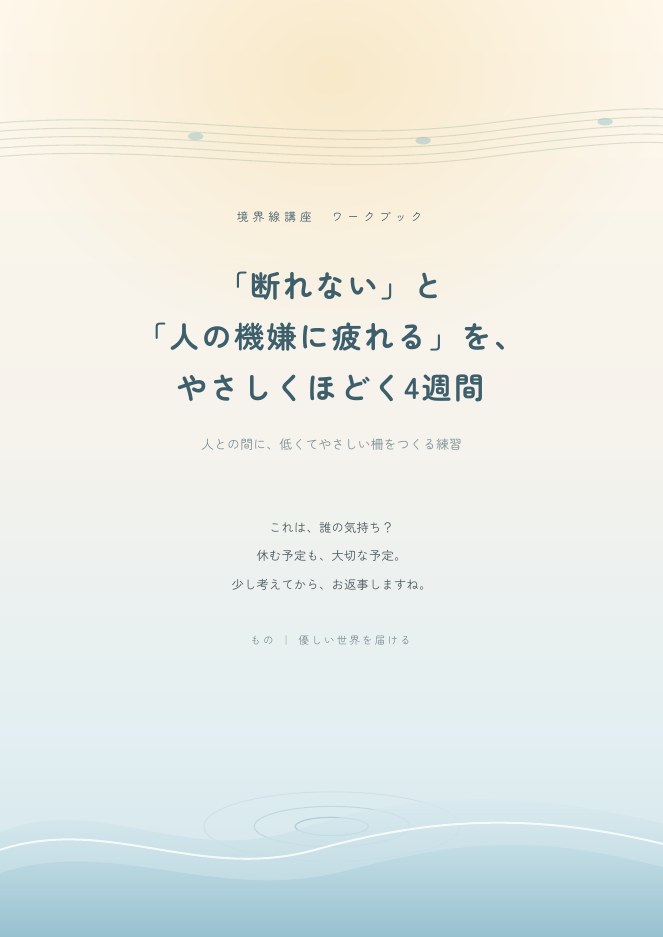 境界線講座　ワークブック
「断れない」と
「人の機嫌に疲れる」を、
やさしくほどく4週間
人との間に、低くてやさしい柵をつくる練習
これは、誰の気持ち？
休む予定も、大切な予定。
少し考えてから、お返事しますね。
もの ｜ 優しい世界を届ける